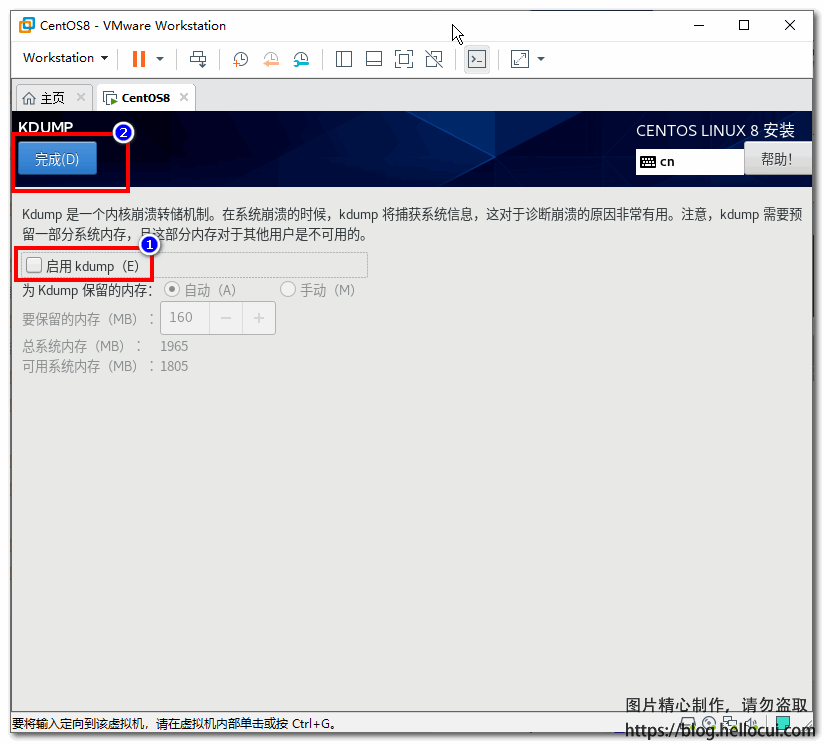 CentOS8 - VMware Workstation
Workstation
主页
CentOS8
KDUMP
2
完成(D)
CENTOS LINUX 8 安装
cn
帮助！
Kdump 是一个内核崩溃转储机制。在系统崩溃的时候，kdump 将捕获系统信息，这对于诊断崩溃的原因非常有用。注意，kdump 需要预
留一部分系统内存，且这部分内存对于其他用户是不可用的。
1
启用 kdump（E）
为 Kdump 保留的内存：
自动（A）
手动（M）
要保留的内存（MB）：
160
总系统内存（MB）：
1965
可用系统内存（MB）：
1805
图片精心制作，请勿盗取
要将输入定向到该虚拟机，请在虚拟机内部单击或按 Ctrl+G。
https://blog.hellocui.com